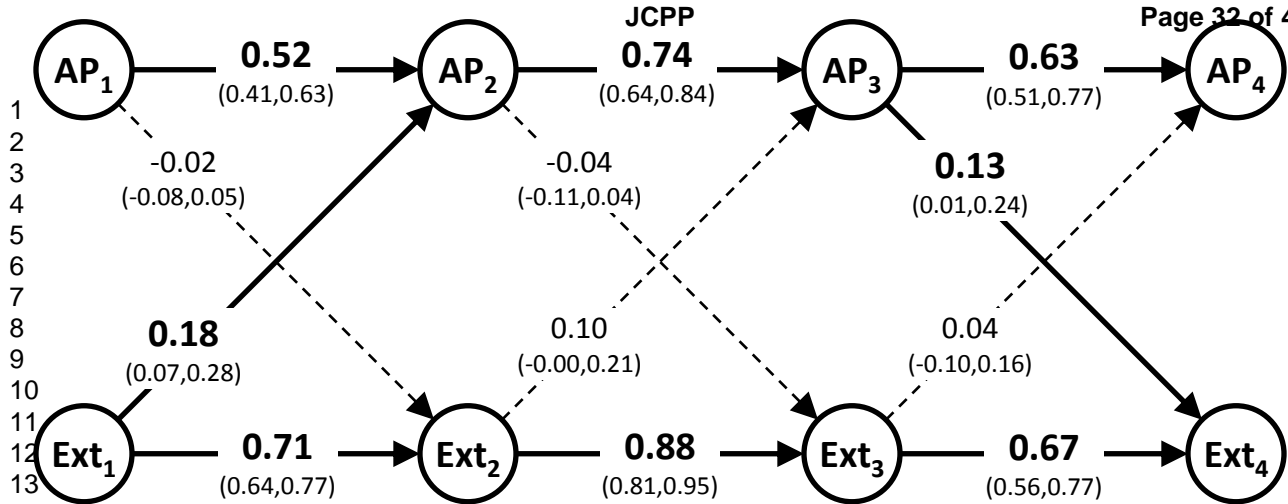 JCPP
Page 32 of 4
AP1 0.52 AP2 0.74 AP3 0.63 AP4
(0.41,0.63) (0.64,0.84) (0.51,0.77)
1
2
-0.02 -0.04 0.13
3
(-0.08,0.05) (-0.11,0.04) (0.01,0.24)
4
5
6
7
8
0.18 0.10 0.04
9
(0.07,0.28) (-0.00,0.21) (-0.10,0.16)
10
11
12
Ext1 0.71 Ext2 0.88 Ext3 0.67 Ext4
13
(0.64,0.77) (0.81,0.95) (0.56,0.77)